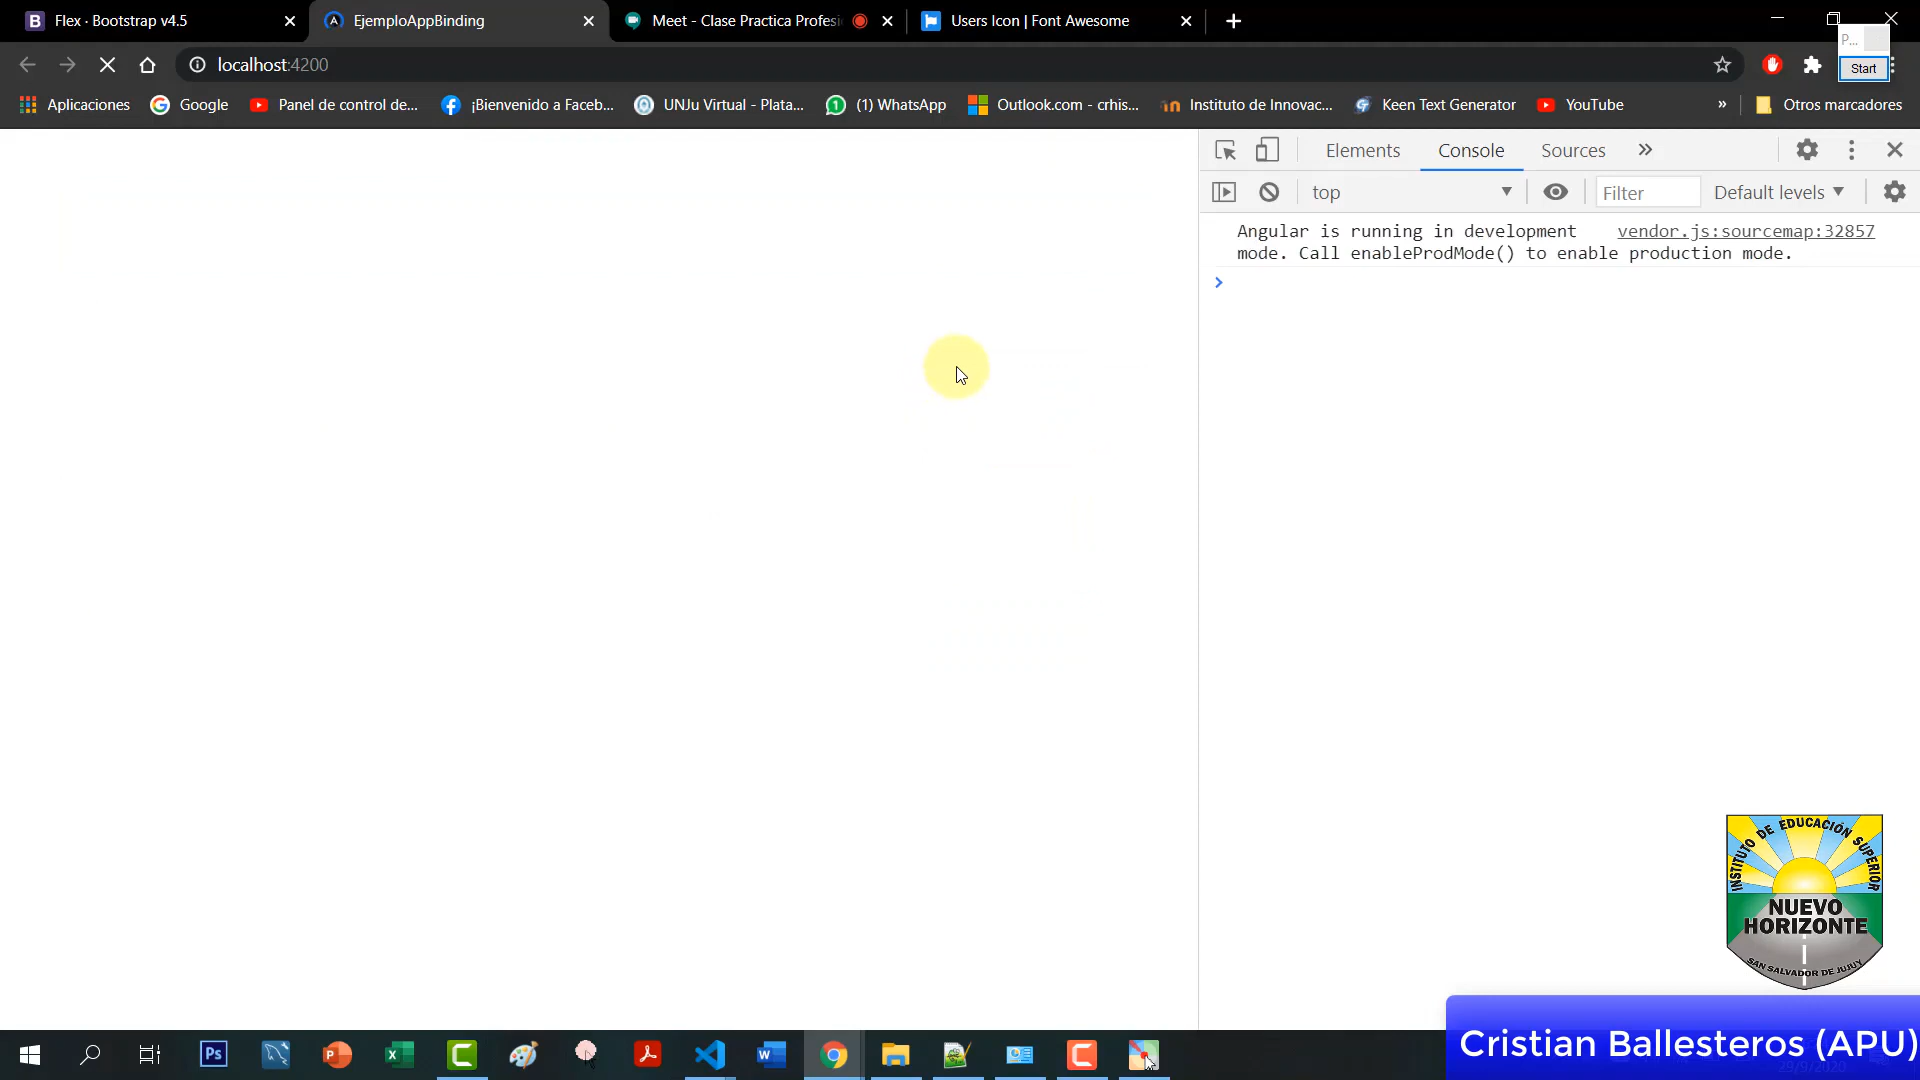 Flex · Bootstrap v4.5
EjemploAppBinding
Meet - Clase Practica Profesi
Users Icon | Font Awesome
P...
Start
localhost:4200
Aplicaciones
Google
Panel de control de...
¡Bienvenido a Faceb...
UNJu Virtual - Plata...
(1) WhatsApp
Outlook.com - crhis...
Instituto de Innovac...
Keen Text Generator
YouTube
»
Otros marcadores
Elements
Console
Sources
»
top
Filter
Default levels
Angular is running in development vendor.js:sourcemap:32857
mode. Call enableProdMode() to enable production mode.
INSTITUTO DE EDUCACIÓN SUPERIOR
NUEVO
HORIZONTE
SAN SALVADOR DE JUJUY
Cristian Ballesteros (APU)